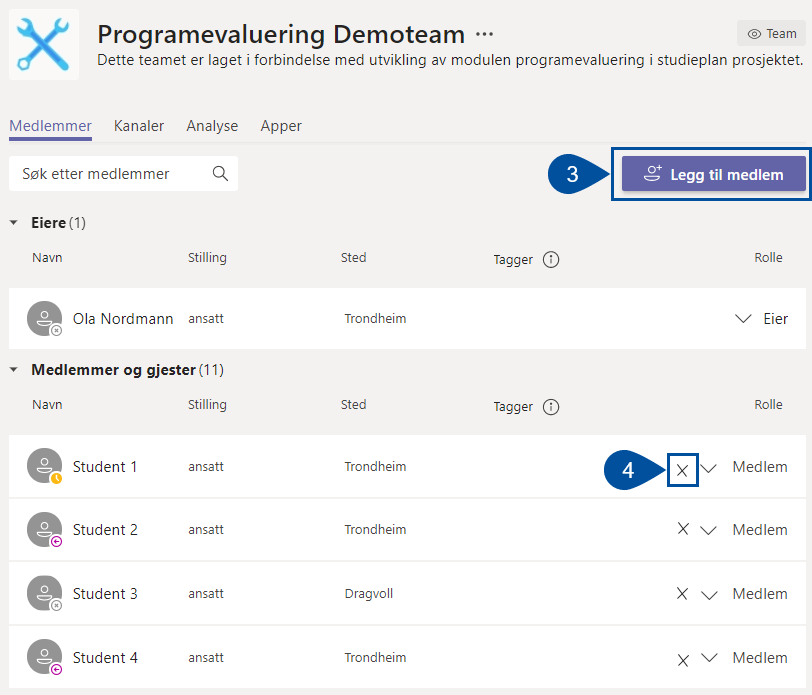 Programevaluering Demoteam ...
Team
Dette teamet er laget i forbindelse med utvikling av modulen programevaluering i studieplan prosjektet.
Medlemmer Kanaler Analyse Apper
Søk etter medlemmer
3
Legg til medlem
Eiere (1)
Navn Stilling Sted Tagger Rolle
Ola Nordmann ansatt Trondheim Eier
Medlemmer og gjester (11)
Navn Stilling Sted Tagger Rolle
Student 1 ansatt Trondheim 4 Medlem
Student 2 ansatt Trondheim Medlem
Student 3 ansatt Dragvoll Medlem
Student 4 ansatt Trondheim Medlem